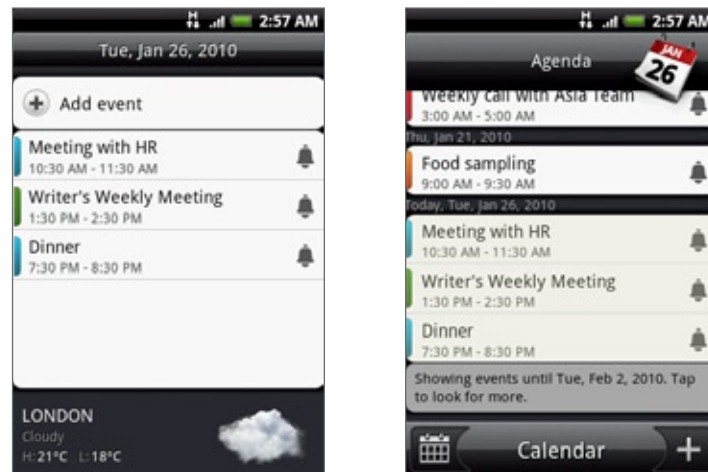 H 2:57 AM
Tue, Jan 26, 2010
Add event
Meeting with HR
10:30 AM - 11:30 AM
Writer's Weekly Meeting
1:30 PM - 2:30 PM
Dinner
7:30 PM - 8:30 PM
LONDON
Cloudy
H:21°C L:18°C
H 2:57 AM
Agenda
JAN
26
Weekly call with Asia Team
3:00 AM - 5:00 AM
Thu, Jan 21, 2010
Food sampling
9:00 AM - 9:30 AM
Today, Tue, Jan 26, 2010
Meeting with HR
10:30 AM - 11:30 AM
Writer's Weekly Meeting
1:30 PM - 2:30 PM
Dinner
7:30 PM - 8:30 PM
Showing events until Tue, Feb 2, 2010. Tap
to look for more.
Calendar